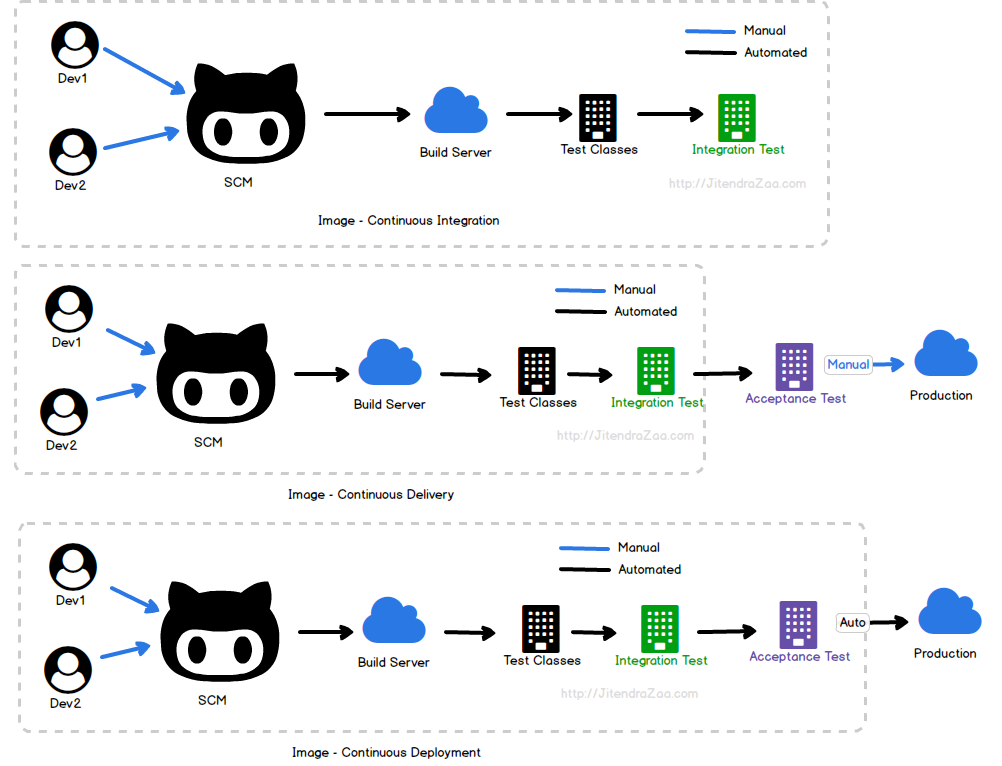 Manual
Automated
Dev1
Dev2
SCM
Build Server
Test Classes
Integration Test
http://JitendraZaa.com
Image - Continuous Integration
Manual
Automated
Dev1
Dev2
SCM
Build Server
Test Classes
Integration Test
Acceptance Test
Manual
Production
http://JitendraZaa.com
Image - Continuous Delivery
Manual
Automated
Dev1
Dev2
SCM
Build Server
Test Classes
Integration Test
Acceptance Test
Auto
Production
http://JitendraZaa.com
Image - Continuous Deployment